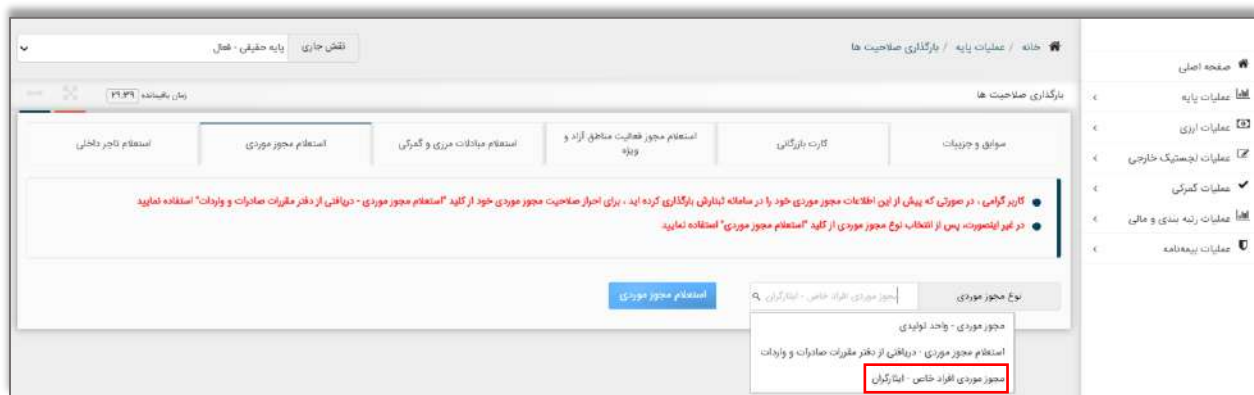 خانه / عملیات پایه / بارگذاری صلاحیت ها
نقش جاری
پایه حقیقی - فعال
صفحه اصلی
عملیات پایه
عملیات ارزی
عملیات لجستیک خارجی
عملیات گمرکی
عملیات رتبه بندی و مالی
عملیات بیمه‌نامه
بارگذاری صلاحیت ها
زمان باقیمانده ۲۹:۳۹
سوابق و جزییات
کارت بازرگانی
استعلام مجوز فعالیت مناطق آزاد و
ویژه
استعلام مبادلات مرزی و گمرکی
استعلام مجوز موردی
استعلام تاجر داخلی
کاربر گرامی ، در صورتی که پیش از این اطلاعات مجوز موردی خود را در سامانه ثبتارش بارگذاری کرده اید ، برای احراز صلاحیت مجوز موردی خود از کلید "استعلام مجوز موردی - دریافتی از دفتر مقررات صادرات و واردات" استفاده نمایید
در غیر اینصورت، پس از انتخاب نوع مجوز موردی از کلید "استعلام مجوز موردی" استفاده نمایید
نوع مجوز موردی
مجوز موردی افراد خاص - ایثارگران
استعلام مجوز موردی
مجوز موردی - واحد تولیدی
استعلام مجوز موردی - دریافتی از دفتر مقررات صادرات و واردات
مجوز موردی افراد خاص - ایثارگران